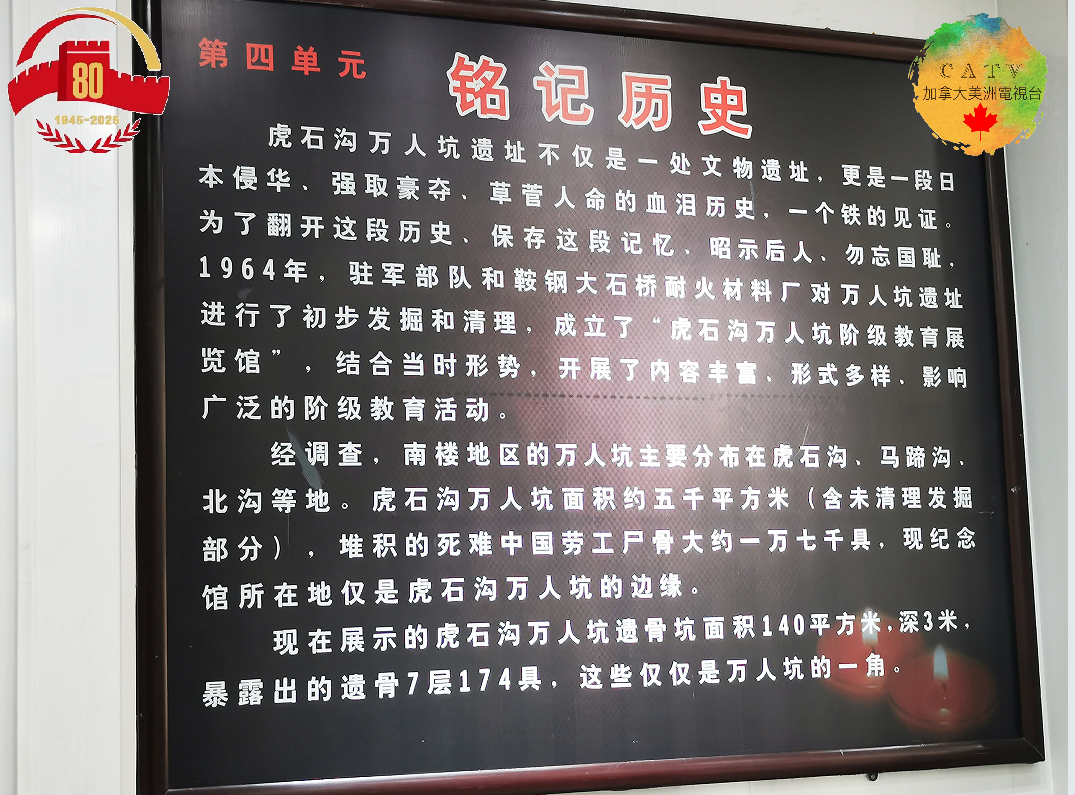 80
1945-2025
CATV
加拿大美洲電視台
第四单元
铭记历史
虎石沟万人坑遗址不仅是一处文物遗址，更是一段日
本侵华、强取豪夺、草菅人命的血泪历史，一个铁的见证。
为了翻开这段历史、保存这段记忆、昭示后人、勿忘国耻，
1964年，驻军部队和鞍钢大石桥耐火材料厂对万人坑遗址
进行了初步发掘和清理，成立了“虎石沟万人坑阶级教育展
览馆”，结合当时形势，开展了内容丰富、形式多样、影响
广泛的阶级教育活动。
经调查，南楼地区的万人坑主要分布在虎石沟、马蹄沟、
北沟等地。虎石沟万人坑面积约五千平方米（含未清理发掘
部分），堆积的死难中国劳工尸骨大约一万七千具，现纪念
馆所在地仅是虎石沟万人坑的边缘。
现在展示的虎石沟万人坑遗骨坑面积140平方米，深3米，
暴露出的遗骨7层174具，这些仅仅是万人坑的一角。